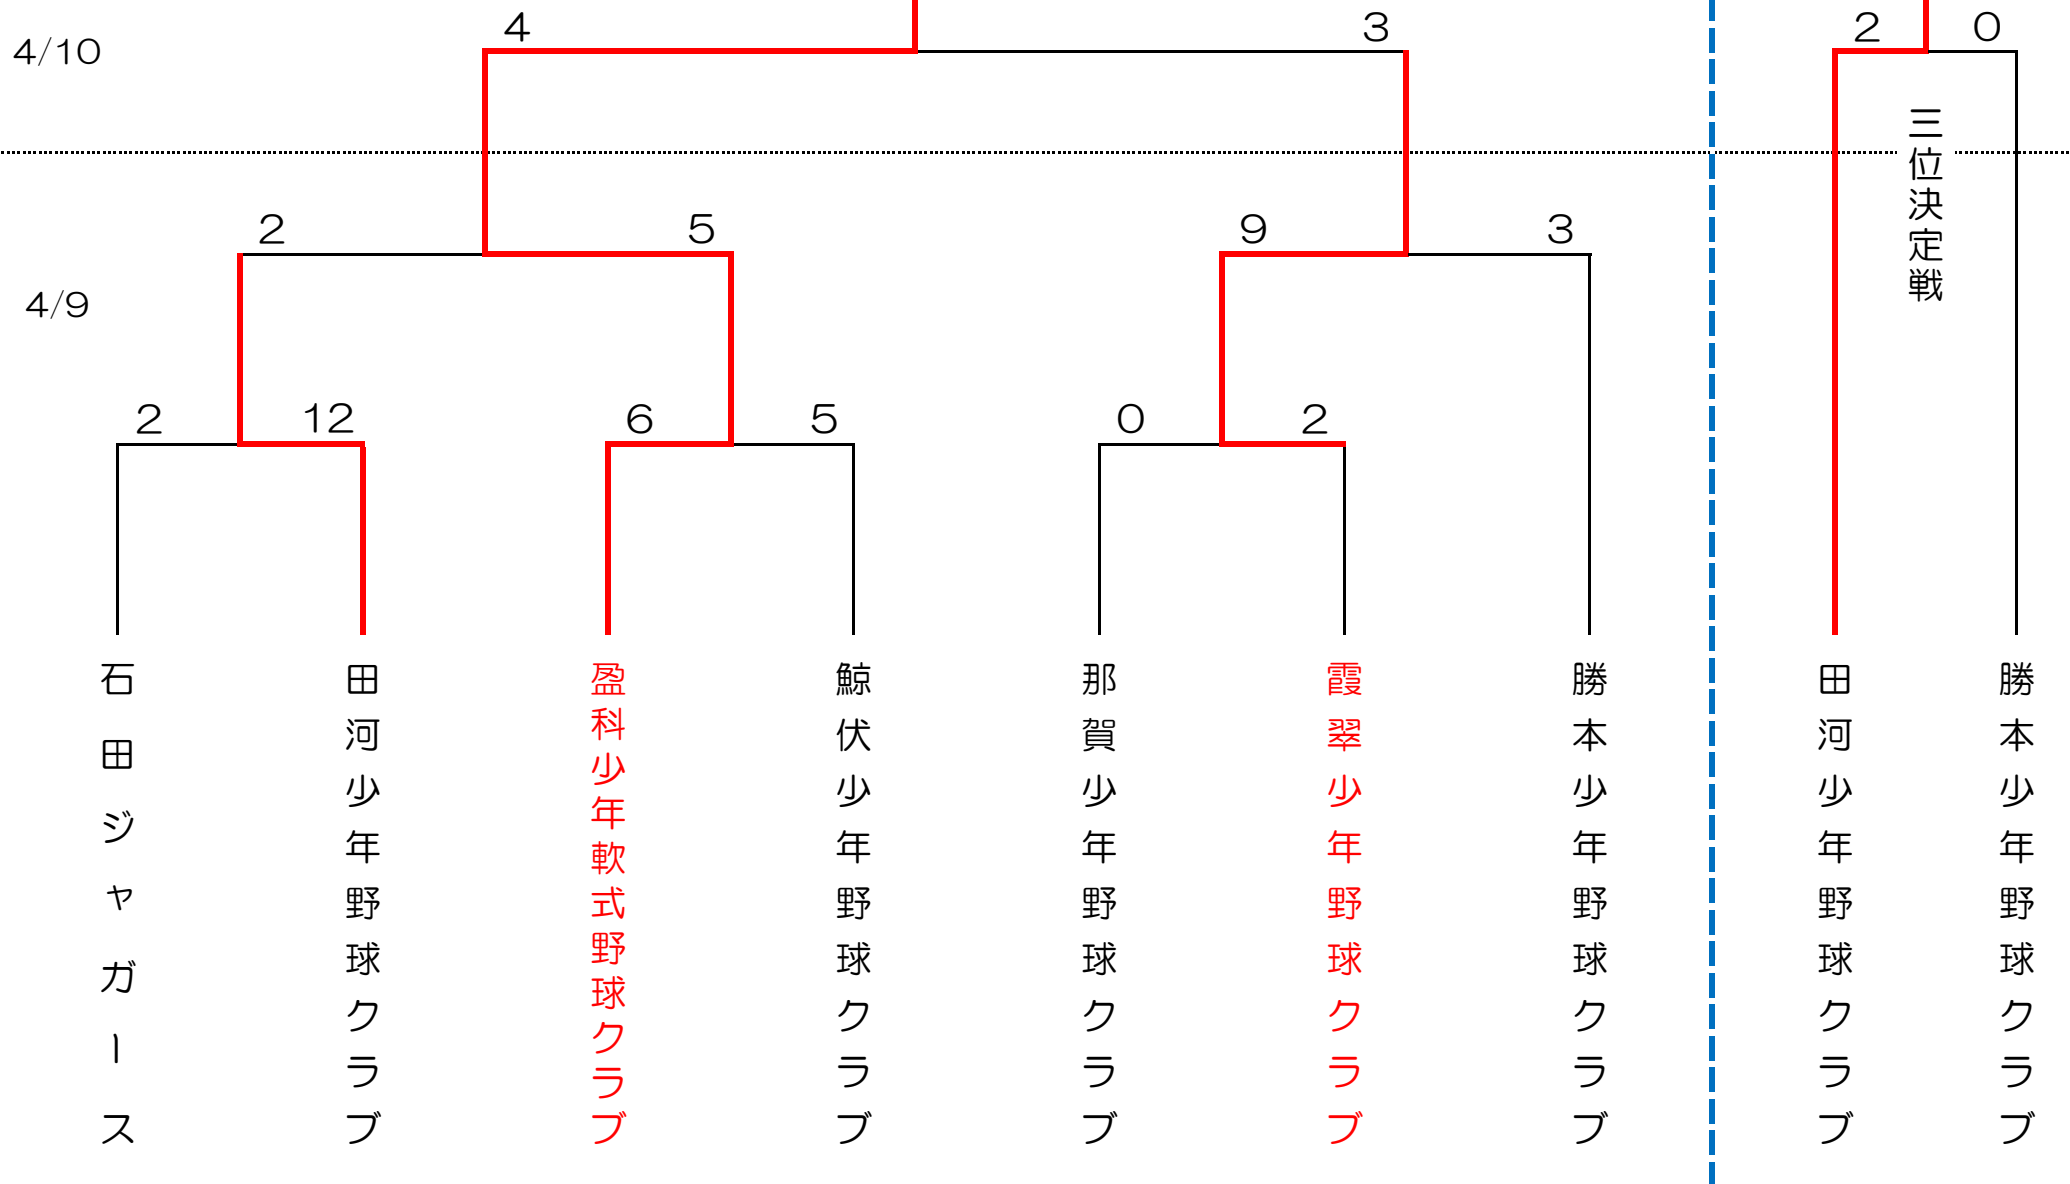 4/10
4
3
2
0
三位決定戦
4/9
2
5
9
3
2
12
6
5
0
2
石田ジャガース
田河少年野球クラブ
盈科少年軟式野球クラブ
鯨伏少年野球クラブ
那賀少年野球クラブ
霞翠少年野球クラブ
勝本少年野球クラブ
田河少年野球クラブ
勝本少年野球クラブ